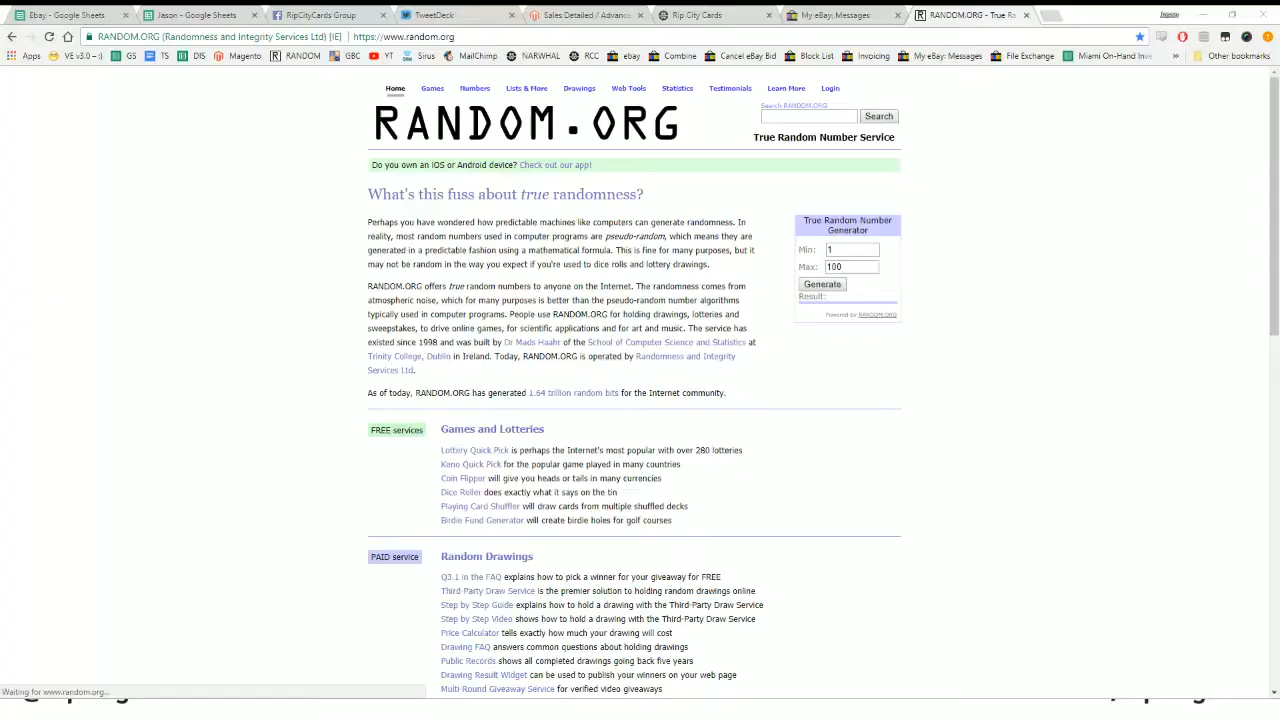 Ebay - Google Sheets
Jason - Google Sheets
RipCityCards Group
TweetDeck
Sales Detailed / Advanc
Rip City Cards
My eBay: Messages
RANDOM.ORG - True Ra
RANDOM.ORG (Randomness and Integrity Services Ltd) [IE]
https://www.random.org
Apps
VE v3.0 --:)
GS
TS
DIS
Magento
RANDOM
GBC
YT
Sirus
MailChimp
NARWHAL
RCC
ebay
Combine
Cancel eBay Bid
Block List
Invoicing
My eBay: Messages
File Exchange
Miami On-Hand Inve
Other bookmarks
Home Games Numbers Lists & More Drawings Web Tools Statistics Testimonials Learn More Login
RANDOM.ORG
Search RANDOM.ORG
Search
True Random Number Service
Do you own an iOS or Android device? Check out our app!
What's this fuss about true randomness?
Perhaps you have wondered how predictable machines like computers can generate randomness. In
reality, most random numbers used in computer programs are pseudo-random, which means they are
generated in a predictable fashion using a mathematical formula. This is fine for many purposes, but it
may not be random in the way you expect if you're used to dice rolls and lottery drawings.
RANDOM.ORG offers true random numbers to anyone on the Internet. The randomness comes from
atmospheric noise, which for many purposes is better than the pseudo-random number algorithms
typically used in computer programs. People use RANDOM.ORG for holding drawings, lotteries and
sweepstakes, to drive online games, for scientific applications and for art and music. The service has
existed since 1998 and was built by Dr Mads Haahr of the School of Computer Science and Statistics at
Trinity College, Dublin in Ireland. Today, RANDOM.ORG is operated by Randomness and Integrity
Services Ltd.
As of today, RANDOM.ORG has generated 1.64 trillion random bits for the Internet community.
True Random Number
Generator
Min: 1
Max: 100
Generate
Result:
Powered by RANDOM.ORG
FREE services
Games and Lotteries
Lottery Quick Pick is perhaps the Internet's most popular with over 280 lotteries
Keno Quick Pick for the popular game played in many countries
Coin Flipper will give you heads or tails in many currencies
Dice Roller does exactly what it says on the tin
Playing Card Shuffler will draw cards from multiple shuffled decks
Birdie Fund Generator will create birdie holes for golf courses
PAID service
Random Drawings
Q3.1 in the FAQ explains how to pick a winner for your giveaway for FREE
Third-Party Draw Service is the premier solution to holding random drawings online
Step by Step Guide explains how to hold a drawing with the Third-Party Draw Service
Step by Step Video shows how to hold a drawing with the Third-Party Draw Service
Price Calculator tells exactly how much your drawing will cost
Drawing FAQ answers common questions about holding drawings
Public Records shows all completed drawings going back five years
Drawing Result Widget can be used to publish your winners on your web page
Multi-Round Giveaway Service for verified video giveaways
Waiting for www.random.org...